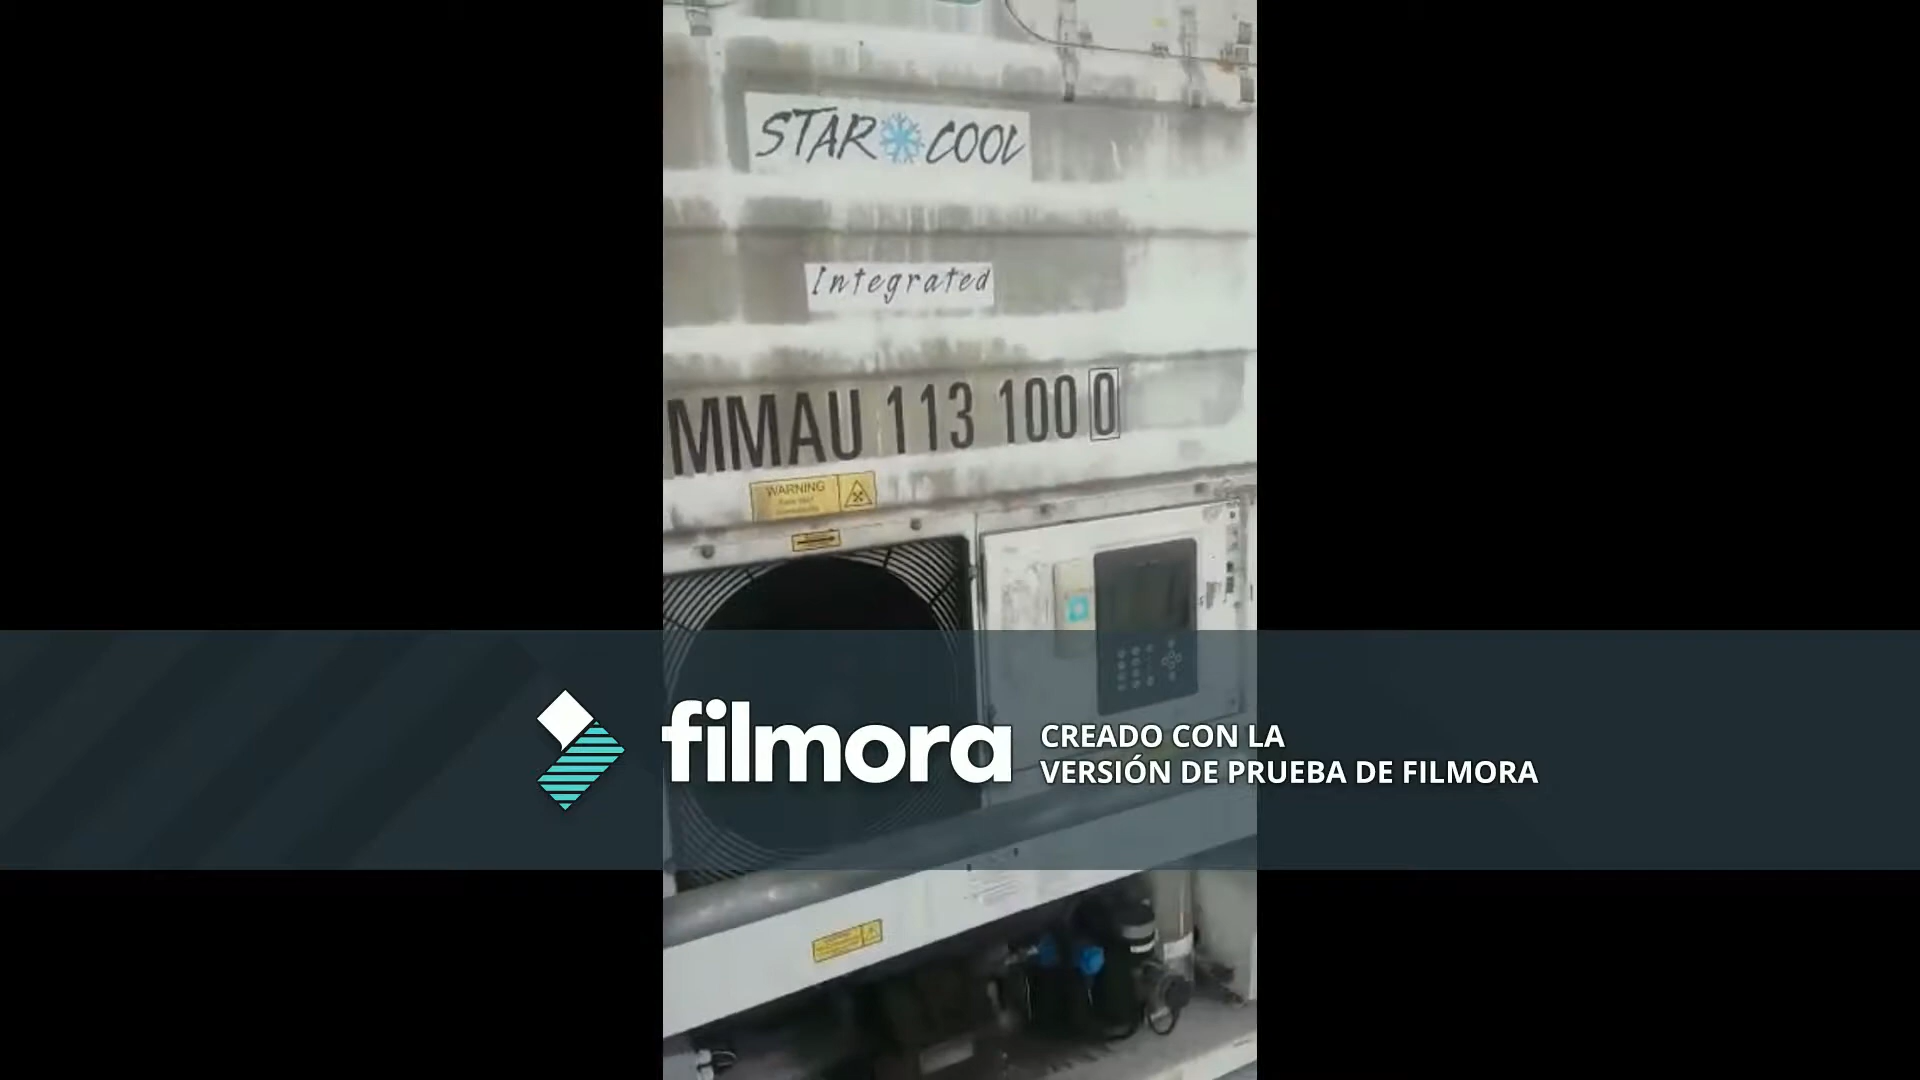 STAR COOL
Integrated
MMAU 113 100 0
WARNING
filmora
CREADO CON LA
VERSIÓN DE PRUEBA DE FILMORA